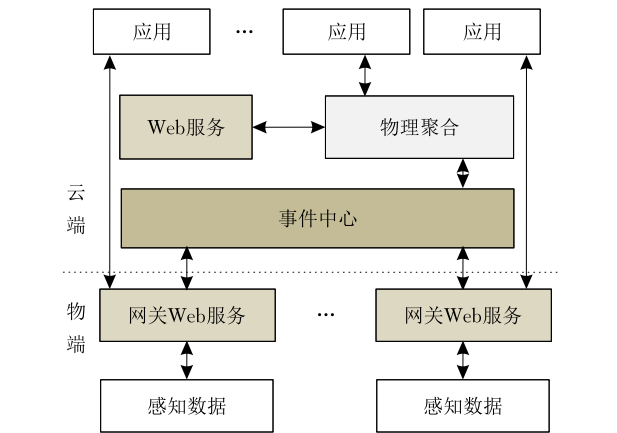 应用
…
应用
应用
Web服务
物理聚合
云
端
事件中心
物
端
网关Web服务
…
网关Web服务
感知数据
感知数据